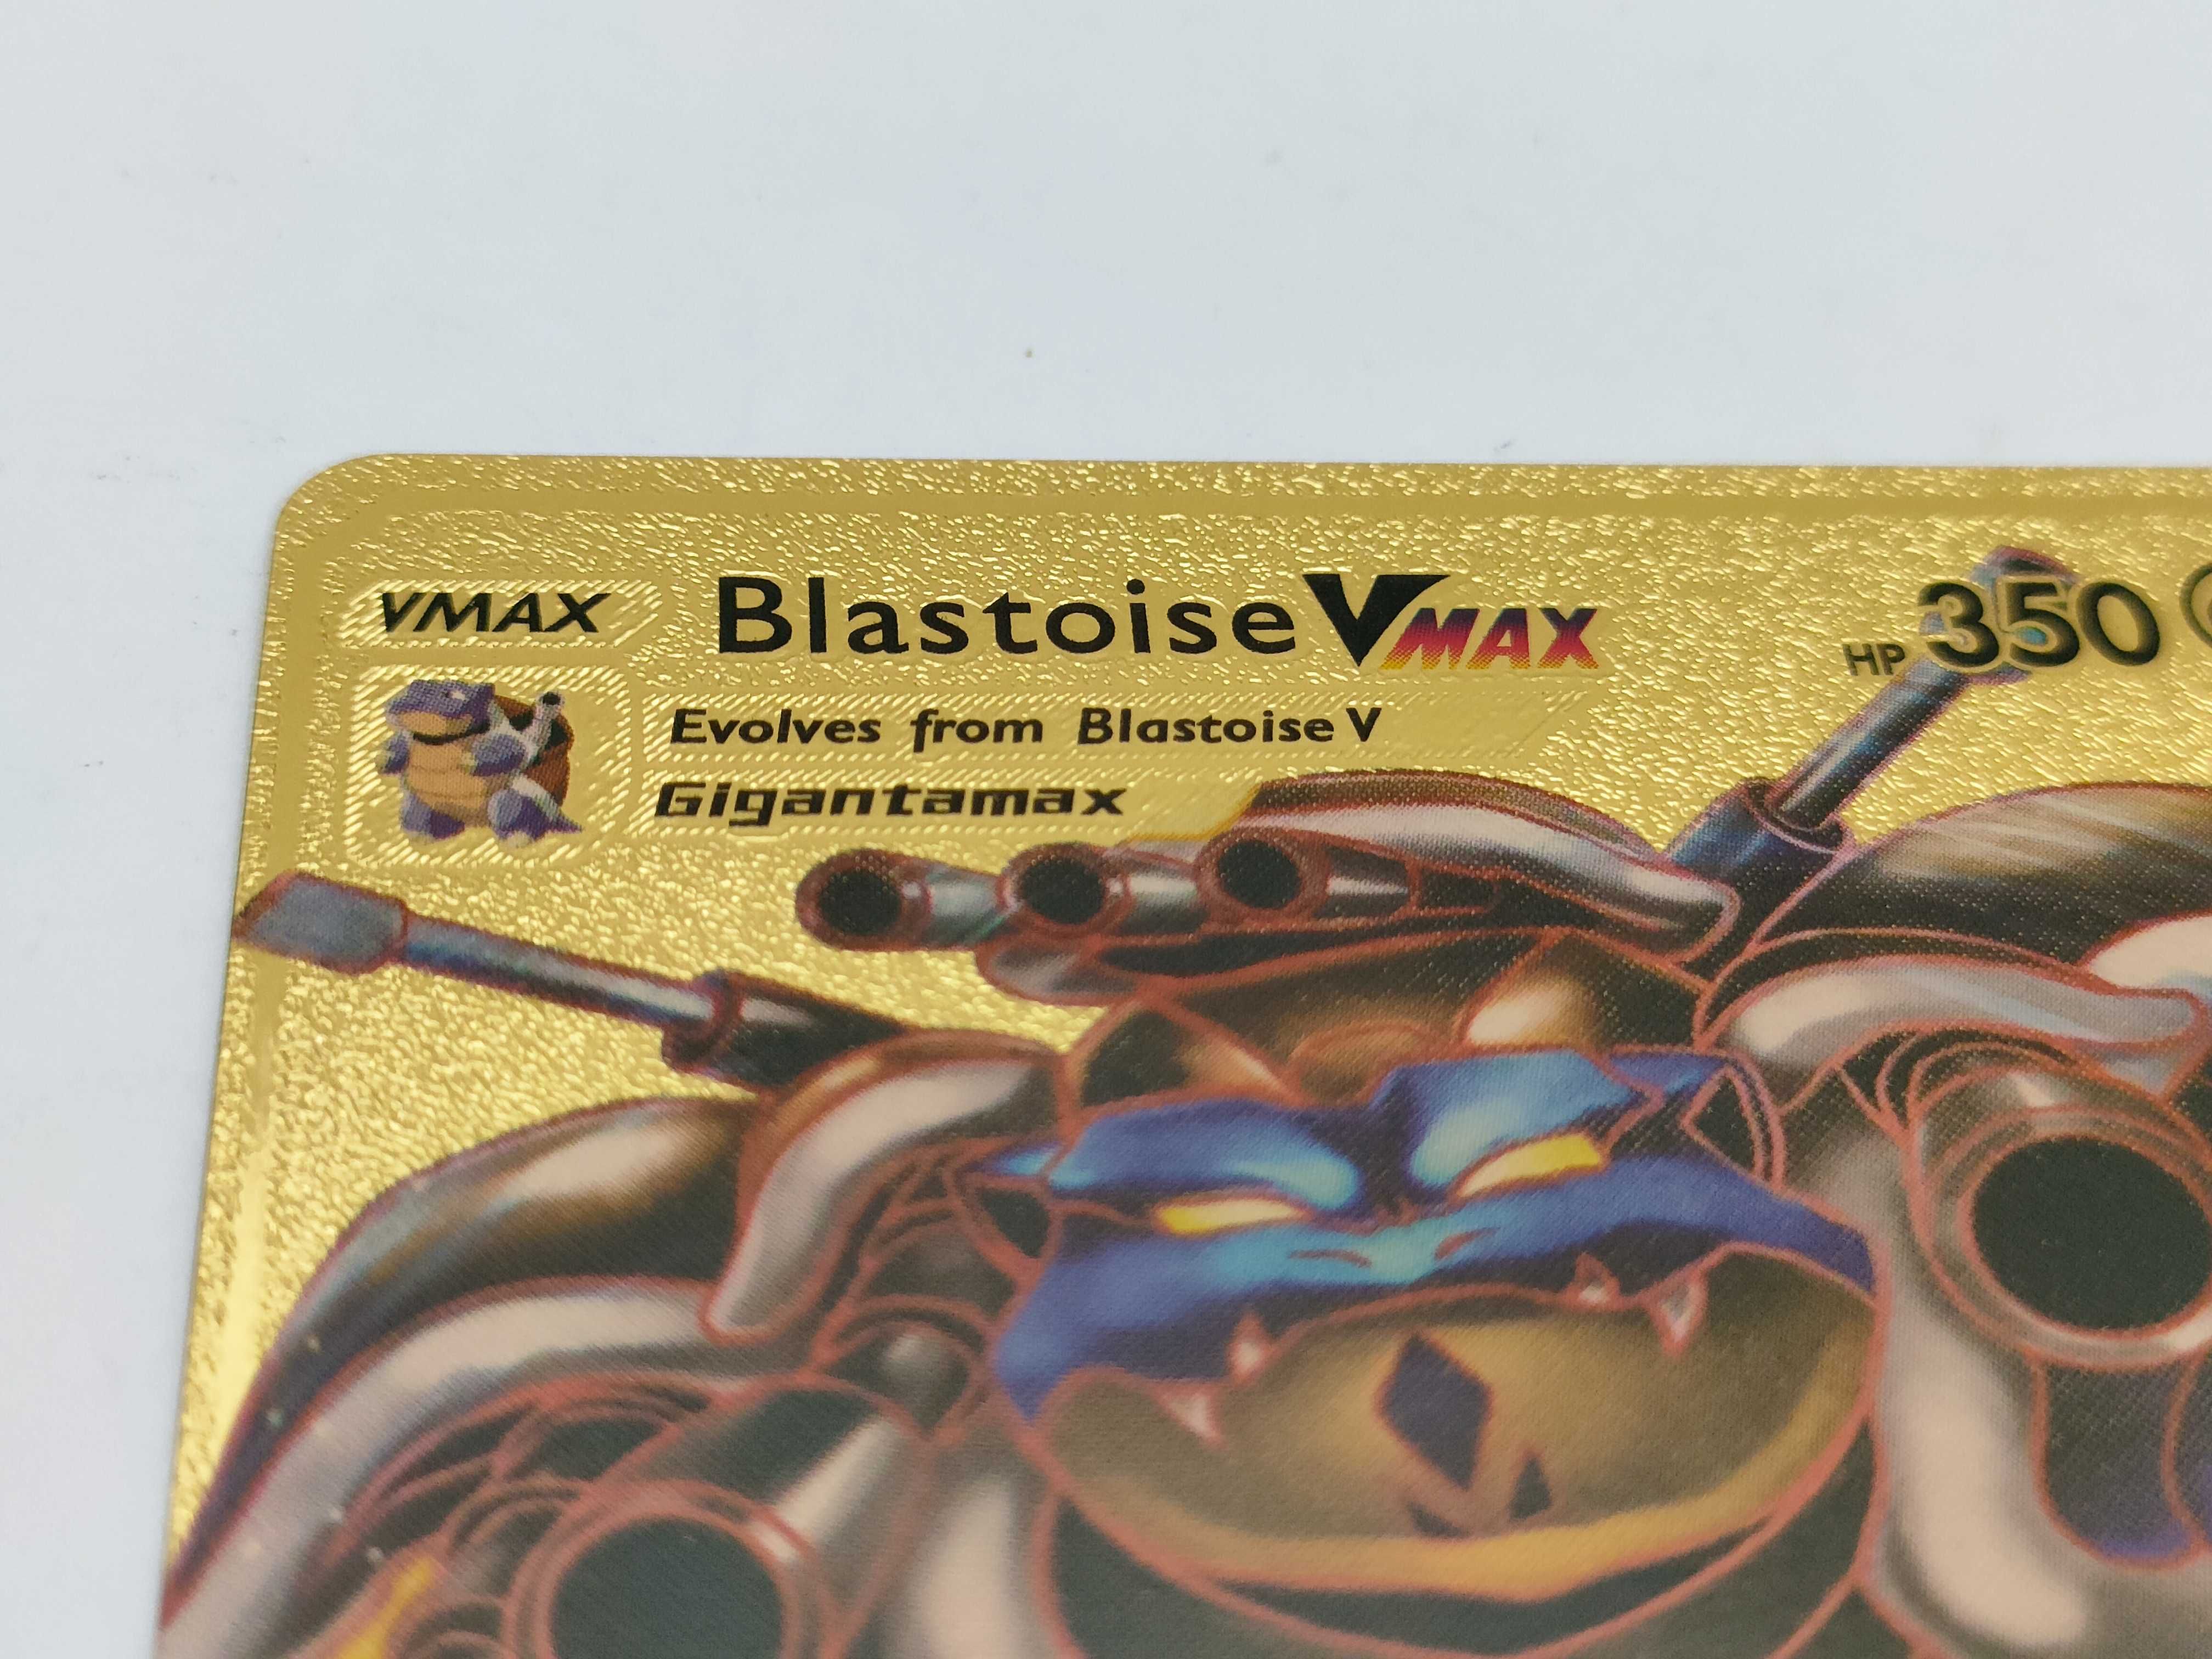 VMAX
Blastoise VMAX
HP 350
Evolves from Blastoise V
Gigantamax